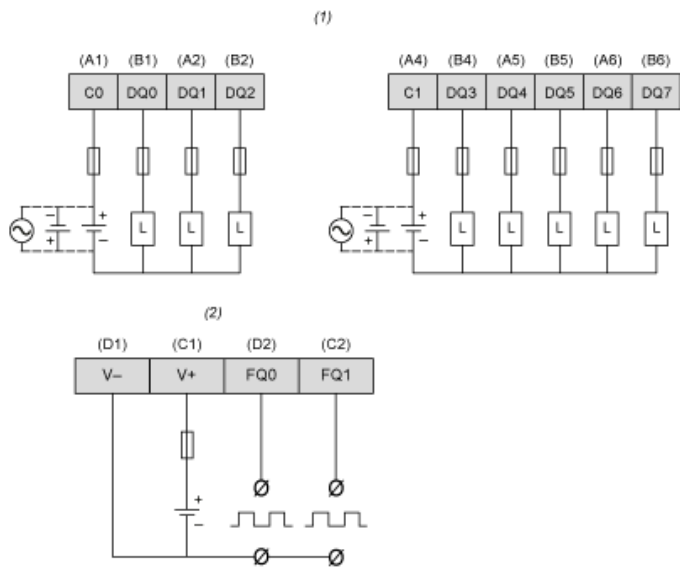 (1)
(A1) (B1) (A2) (B2) (A4) (B4) (A5) (B5) (A6) (B6)
C0 DQ0 DQ1 DQ2 C1 DQ3 DQ4 DQ5 DQ6 DQ7
− + − +
L L L L L L L L
+ − + −
(2)
(D1) (C1) (D2) (C2)
V− V+ FQ0 FQ1
+
−